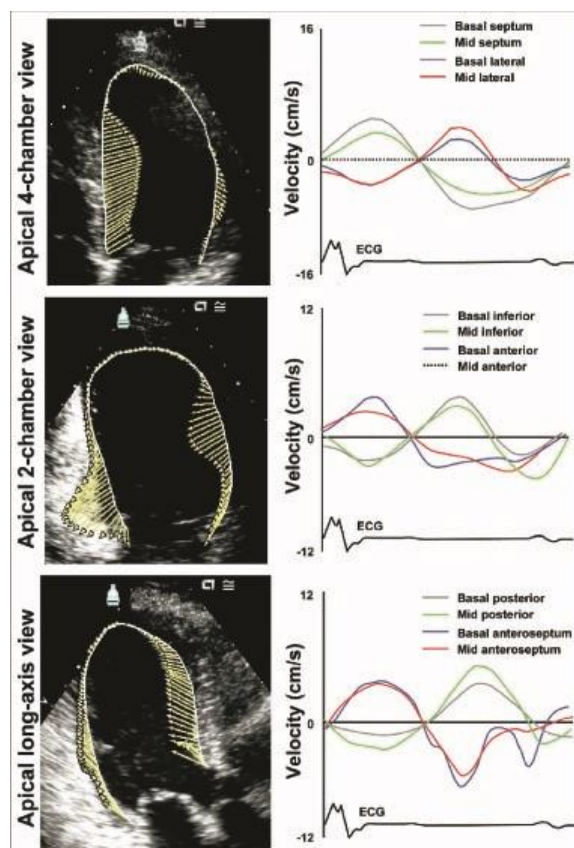 Apical 4-chamber view
16
Basal septum
Mid septum
Basal lateral
Mid lateral
Velocity (cm/s)
0
ECG
-16
Apical 2-chamber view
12
Basal inferior
Mid inferior
Basal anterior
Mid anterior
Velocity (cm/s)
0
ECG
-12
Apical long-axis view
12
Basal posterior
Mid posterior
Basal anteroseptum
Mid anteroseptum
Velocity (cm/s)
0
ECG
-12